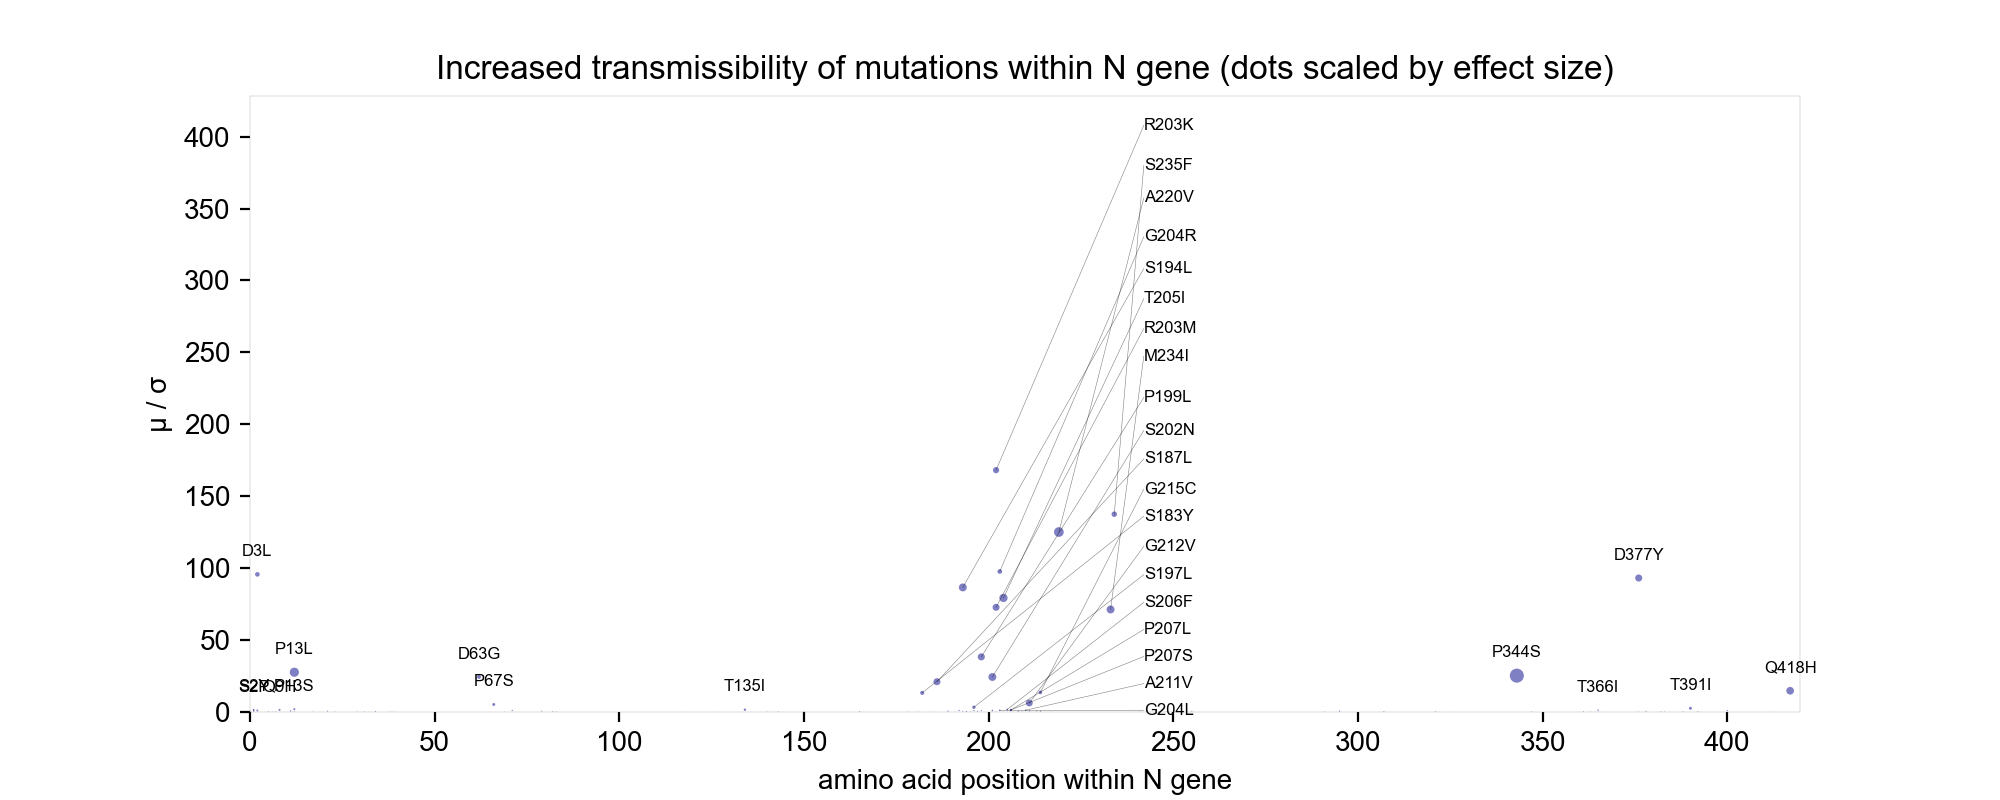 Increased transmissibility of mutations within N gene (dots scaled by effect size)
400
350
300
250
200
150
100
50
0
μ / σ
R203K
S235F
A220V
G204R
S194L
T205I
R203M
M234I
P199L
S202N
S187L
G215C
S183Y
G212V
S197L
S206F
P207L
P207S
A211V
G204L
D3L
P13L
P13S
D63G
P67S
T135I
D377Y
P344S
T366I
T391I
Q418H
0
50
100
150
200
250
300
350
400
amino acid position within N gene